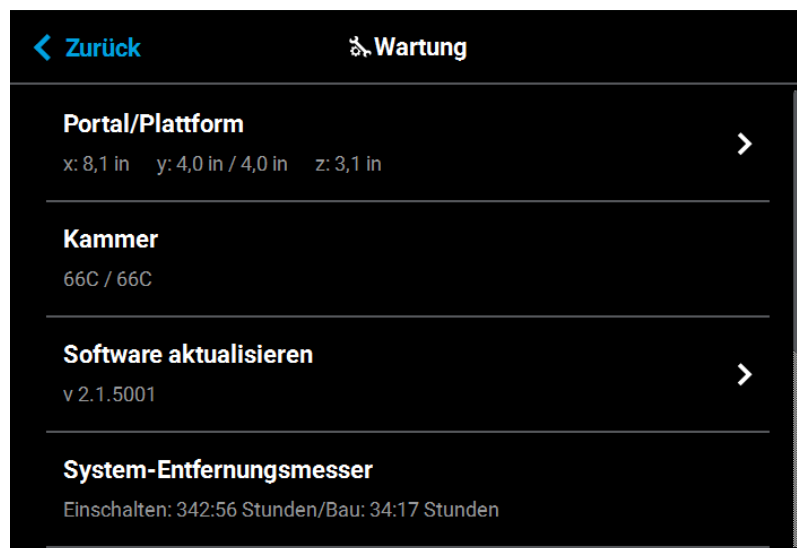 Zurück
Wartung
Portal/Plattform
x: 8,1 in y: 4,0 in / 4,0 in z: 3,1 in
Kammer
66C / 66C
Software aktualisieren
v 2.1.5001
System-Entfernungsmesser
Einschalten: 342:56 Stunden/Bau: 34:17 Stunden